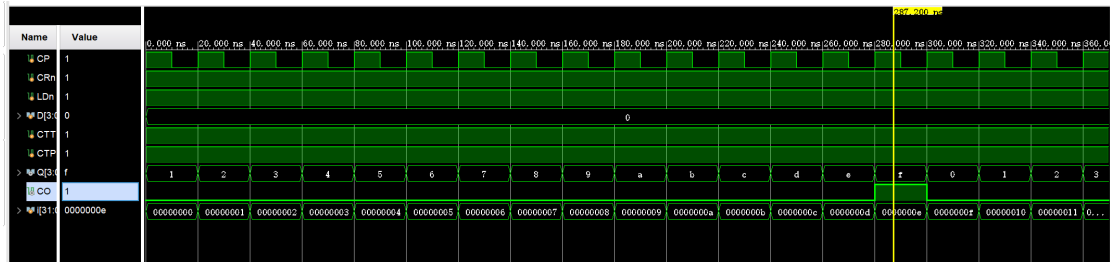 287.200 ns
Name Value
0.000 ns 20.000 ns 40.000 ns 60.000 ns 80.000 ns 100.000 ns 120.000 ns 140.000 ns 160.000 ns 180.000 ns 200.000 ns 220.000 ns 240.000 ns 260.000 ns 280.000 ns 300.000 ns 320.000 ns 340.000 ns 360.0
CP 1
CRn 1
LDn 1
> D[3:0 0 0
CTT 1
CTP 1
> Q[3:0 f 1 2 3 4 5 6 7 8 9 a b c d e f 0 1 2 3
CO 1
> i[31:0 0000000e 00000000 00000001 00000002 00000003 00000004 00000005 00000006 00000007 00000008 00000009 0000000a 0000000b 0000000c 0000000d 0000000e 0000000f 00000010 00000011 0...